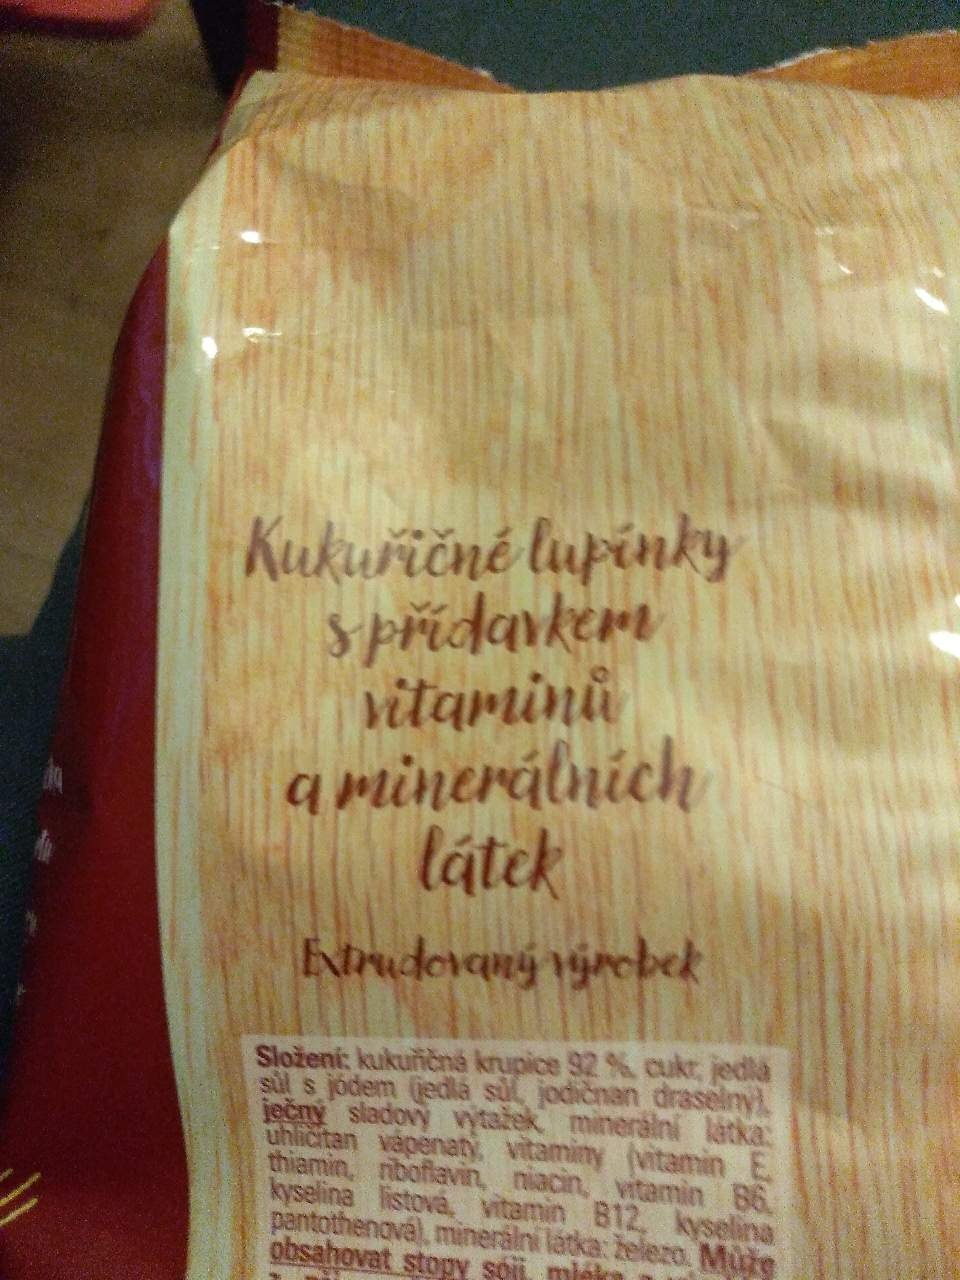 Kukuřičné lupínky
s přídavkem
vitaminů
a minerálních
látek
Extrudovaný výrobek
Složení: kukuřičná krupice 92 %, cukr, jedlá
sůl s jódem (jedlá sůl, jodičnan draselný),
ječný sladový výtažek, minerální látka:
uhličitan vápenatý, vitaminy (vitamin E,
thiamin, riboflavin, niacin, vitamin B6,
kyselina listová, vitamin B12, kyselina
pantothenová), minerální látka: železo. Může
obsahovat stopy sóji, mléka